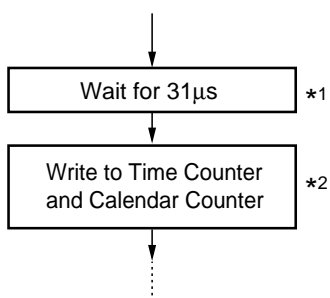 Wait for 31μs
*1
Write to Time Counter
and Calendar Counter
*2